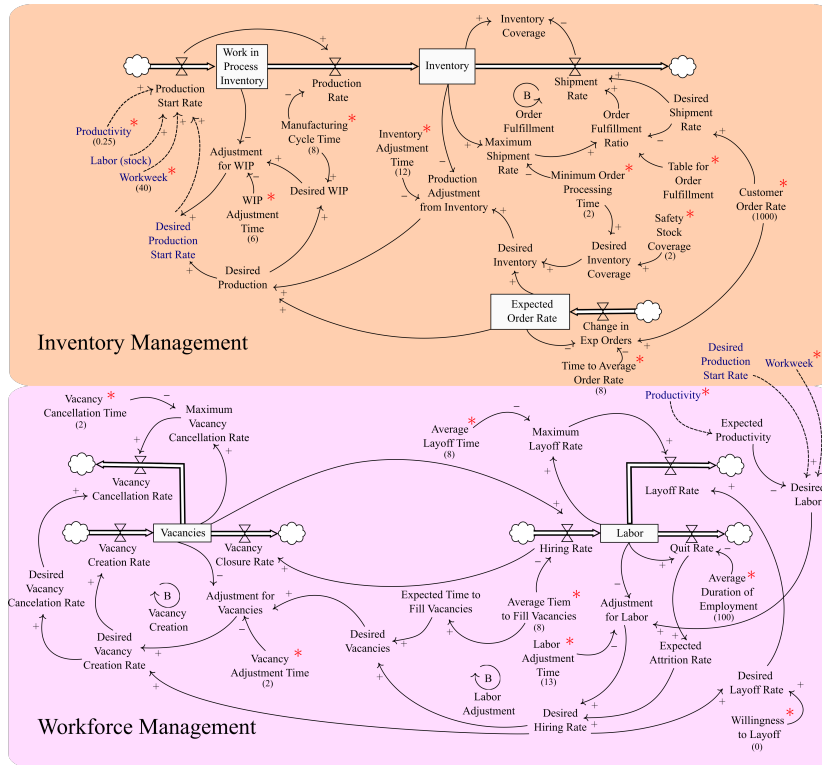 Inventory
Coverage
Work in
Process
Inventory
Inventory
Production
Start Rate
Production
Rate
Shipment
Rate
B
Order
Fulfillment
Order
Fulfillment
Ratio
Desired
Shipment
Rate
Productivity*
(0.25)
Labor (stock)
Workweek*
(40)
Manufacturing*
Cycle Time
(8)
Adjustment
for WIP
Desired WIP
WIP*
Adjustment
Time
(6)
Inventory*
Adjustment
Time
(12)
Maximum
Shipment
Rate
Production
Adjustment
from Inventory
Minimum Order*
Processing
Time
(2)
Table for*
Order
Fulfillment
Customer*
Order Rate
(1000)
Safety*
Stock
Coverage
(2)
Desired
Production
Start Rate
Desired
Production
Desired
Inventory
Desired
Inventory
Coverage
Expected
Order Rate
Change in
Exp Orders
Time to Average*
Order Rate
(8)
Inventory Management
Desired
Production
Start Rate
Workweek*
Productivity*
Expected
Productivity
Desired
Labor
Vacancy*
Cancellation Time
(2)
Maximum
Vacancy
Cancellation Rate
Vacancy
Cancellation Rate
Average*
Layoff Time
(8)
Maximum
Layoff Rate
Layoff Rate
Vacancies
Labor
Vacancy
Creation Rate
Vacancy
Closure Rate
Hiring Rate
Quit Rate
Desired
Vacancy
Cancelation Rate
B
Vacancy
Creation
Adjustment for
Vacancies
Expected Time to
Fill Vacancies
Average Tiem*
to Fill Vacancies
(8)
Adjustment
for Labor
Average*
Duration of
Employment
(100)
Desired
Vacancy
Creation Rate
Vacancy*
Adjustment Time
(2)
Desired
Vacancies
Labor*
Adjustment
Time
(13)
Expected
Attrition Rate
B
Labor
Adjustment
Desired
Hiring Rate
Desired
Layoff Rate
Willingness*
to Layoff
(0)
Workforce Management